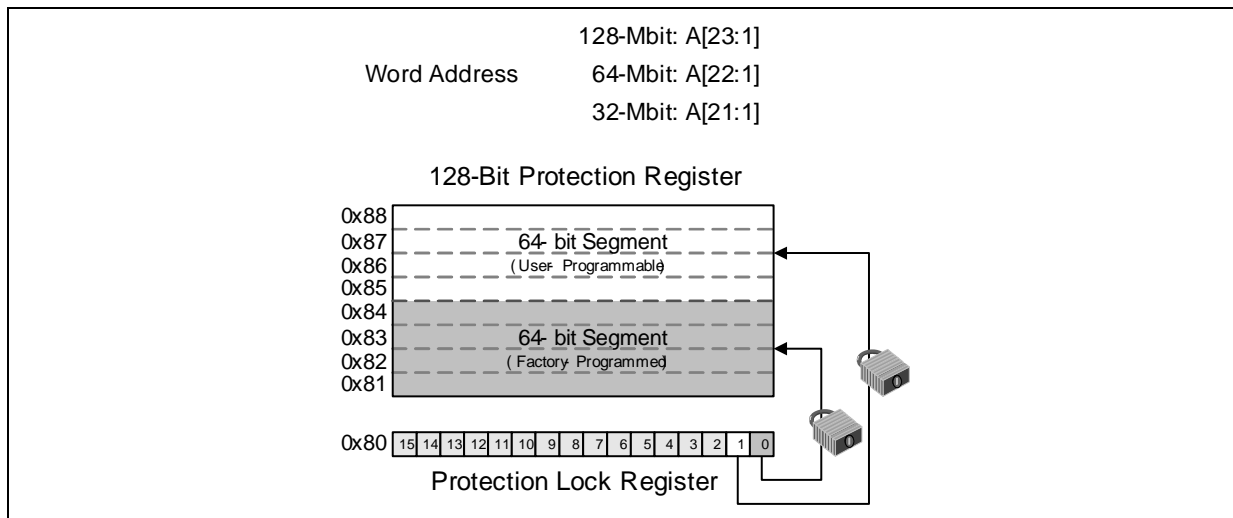 128-Mbit: A[23:1]
Word Address 64-Mbit: A[22:1]
32-Mbit: A[21:1]
128-Bit Protection Register
0x88
0x87 64- bit Segment
0x86 (User- Programmable)
0x85
0x84
0x83 64- bit Segment
0x82 (Factory- Programmed)
0x81
0x80 15 14 13 12 11 10 9 8 7 6 5 4 3 2 1 0
Protection Lock Register